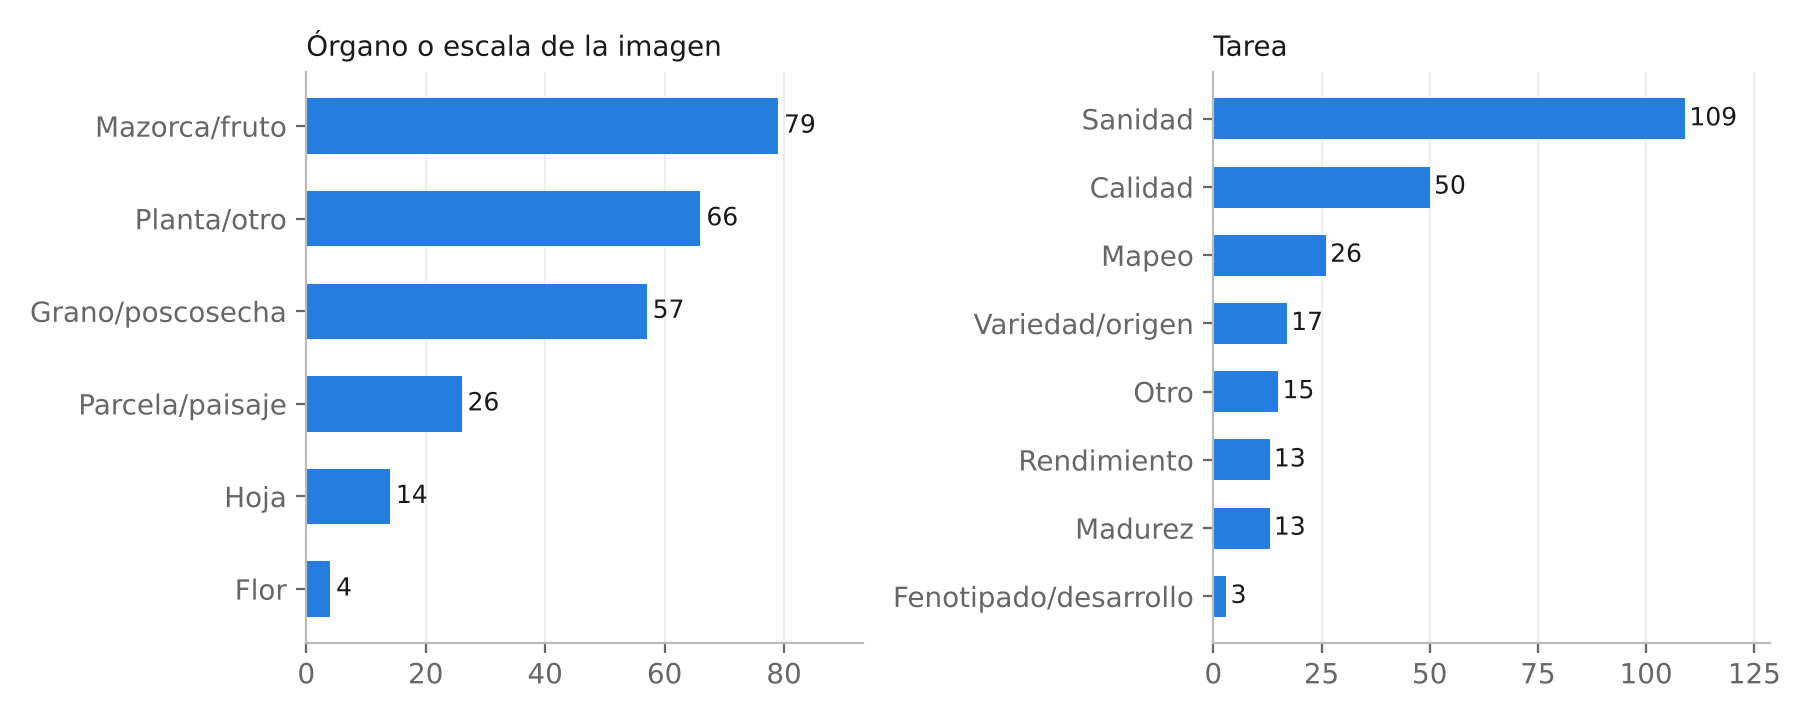 Órgano o escala de la imagen
Mazorca/fruto 79
Planta/otro 66
Grano/poscosecha 57
Parcela/paisaje 26
Hoja 14
Flor 4
0 20 40 60 80
Tarea
Sanidad 109
Calidad 50
Mapeo 26
Variedad/origen 17
Otro 15
Rendimiento 13
Madurez 13
Fenotipado/desarrollo 3
0 25 50 75 100 125